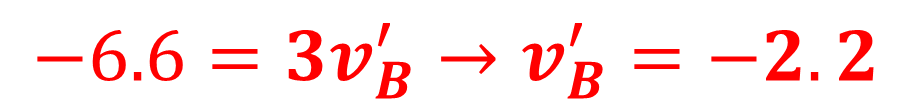 −6.6 = 3v′_B → v′_B = −2.2